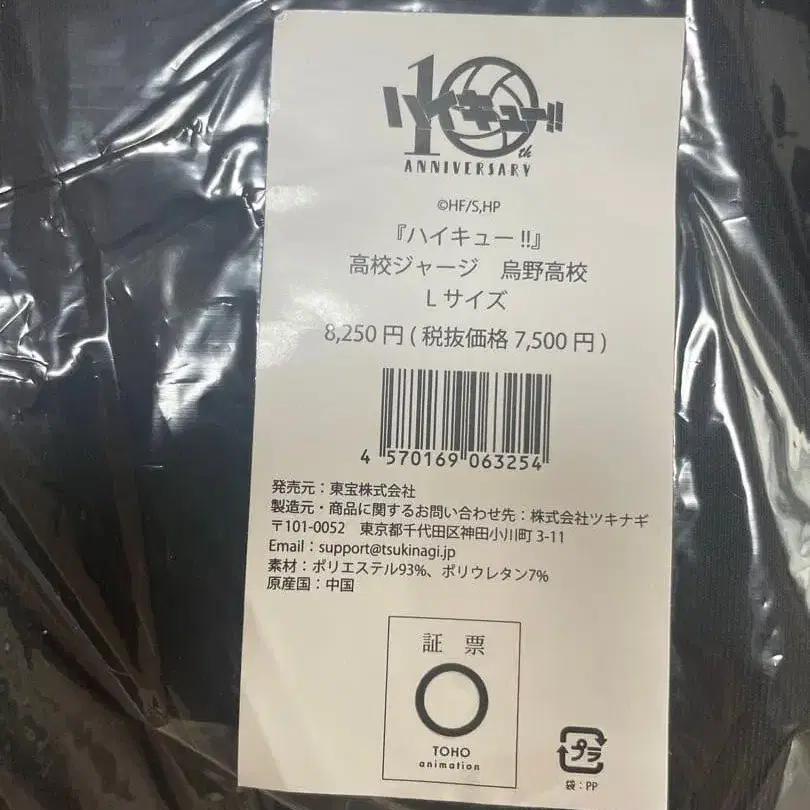 10th
ハイキュー!!
ANNIVERSARY
©HF/S,HP
『ハイキュー!!』
高校ジャージ　烏野高校
Lサイズ
8,250円(税抜価格7,500円)
4 570169 063254
発売元：東宝株式会社
製造元・商品に関するお問い合わせ先：株式会社ツキナギ
〒101-0052　東京都千代田区神田小川町3-11
Email：support@tsukinagi.jp
素材：ポリエステル93%、ポリウレタン7%
原産国：中国
証票
TOHO
animation
プラ
袋：PP